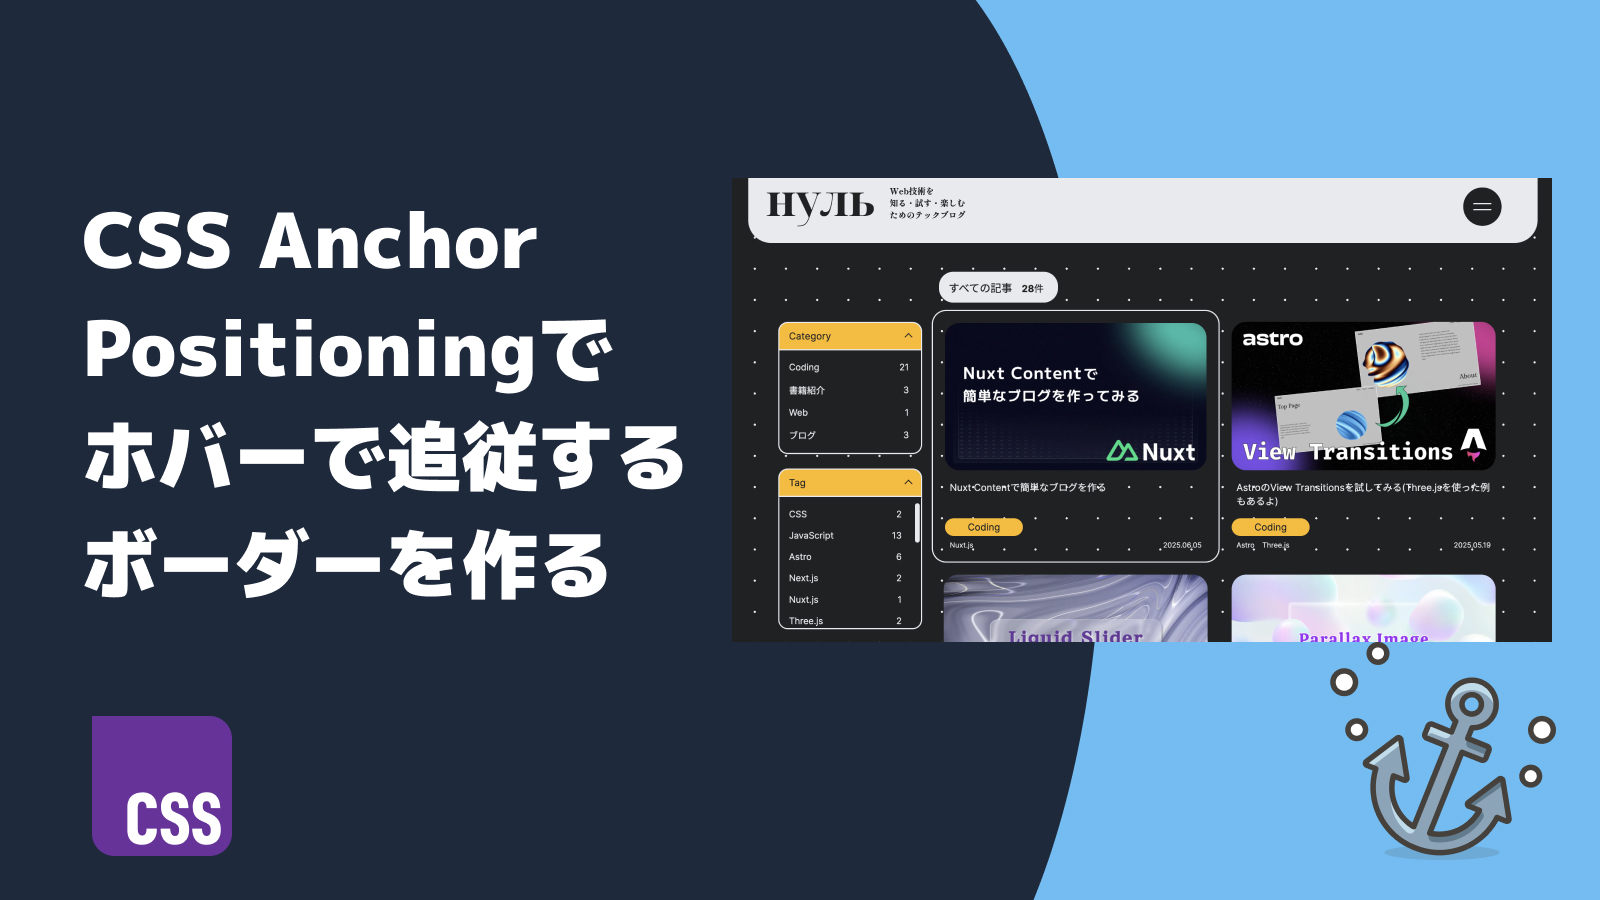 CSS Anchor
Positioningで
ホバーで追従する
ボーダーを作る
CSS
нуль
Web技術を
知る・試す・楽しむ
ためのテックブログ
すべての記事 28件
Category
Coding 21
書籍紹介 3
Web 1
ブログ 3
Tag
CSS 2
JavaScript 13
Astro 6
Next.js 2
Nuxt.js 1
Three.js 2
Nuxt Contentで
簡単なブログを作ってみる
Nuxt
Nuxt Contentで簡単なブログを作る
Coding
Nuxt.js 2025.06.05
astro
About
Top Page
View Transitions
AstroのView Transitionsを試してみる(Three.jsを使った例
もあるよ)
Coding
Astro Three.js 2025.05.19
Liquid Slider
Parallax Image